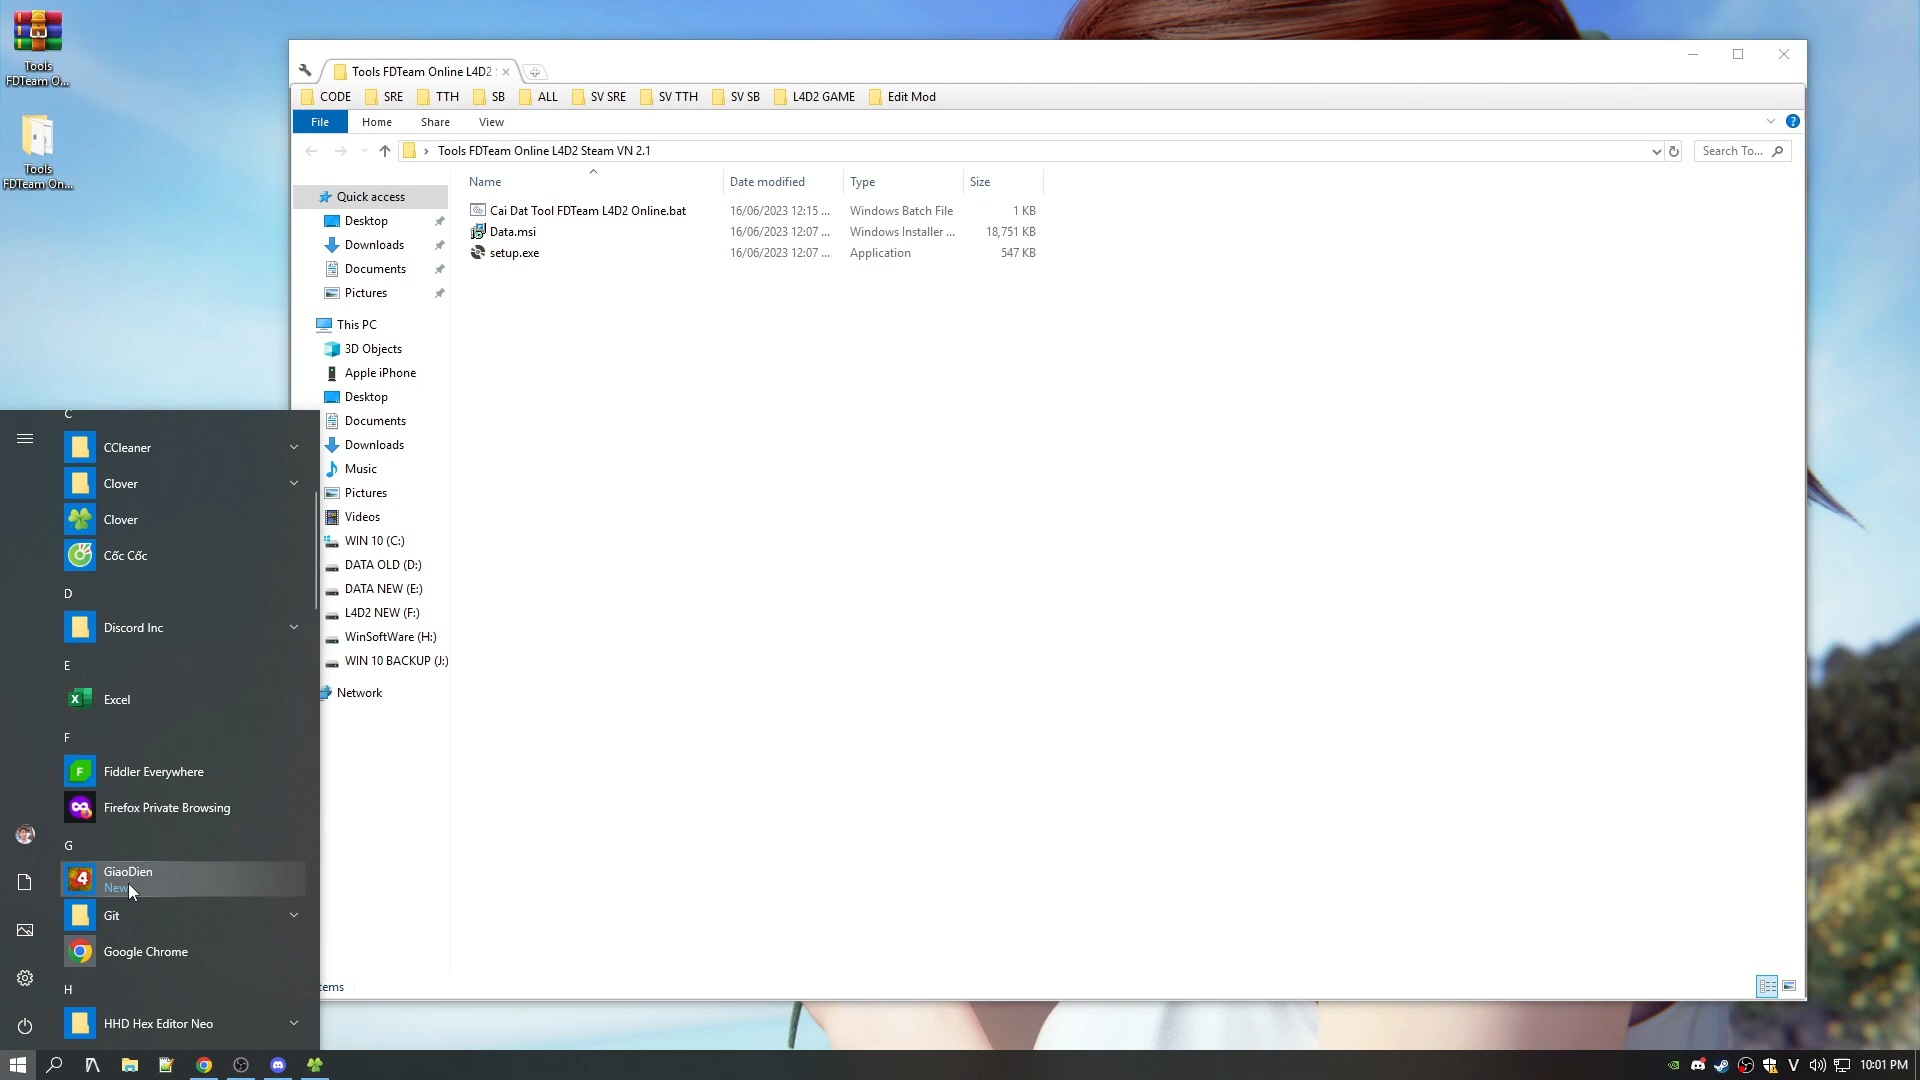 Tools
FDTeam O...
Tools
FDTeam On...
Tools FDTeam Online L4D2
CODE
SRE
TTH
SB
ALL
SV SRE
SV TTH
SV SB
L4D2 GAME
Edit Mod
File
Home
Share
View
Tools FDTeam Online L4D2 Steam VN 2.1
Search To...
Name
Date modified
Type
Size
Cai Dat Tool FDTeam L4D2 Online.bat
16/06/2023 12:15 ...
Windows Batch File
1 KB
Data.msi
16/06/2023 12:07 ...
Windows Installer ...
18,751 KB
setup.exe
16/06/2023 12:07 ...
Application
547 KB
Quick access
Desktop
Downloads
Documents
Pictures
This PC
3D Objects
Apple iPhone
Desktop
Documents
Downloads
Music
Pictures
Videos
WIN 10 (C:)
DATA OLD (D:)
DATA NEW (E:)
L4D2 NEW (F:)
WinSoftWare (H:)
WIN 10 BACKUP (J:)
Network
tems
C
CCleaner
Clover
Clover
Cốc Cốc
D
Discord Inc
E
Excel
F
Fiddler Everywhere
Firefox Private Browsing
G
GiaoDien
New
Git
Google Chrome
H
HHD Hex Editor Neo
V
10:01 PM